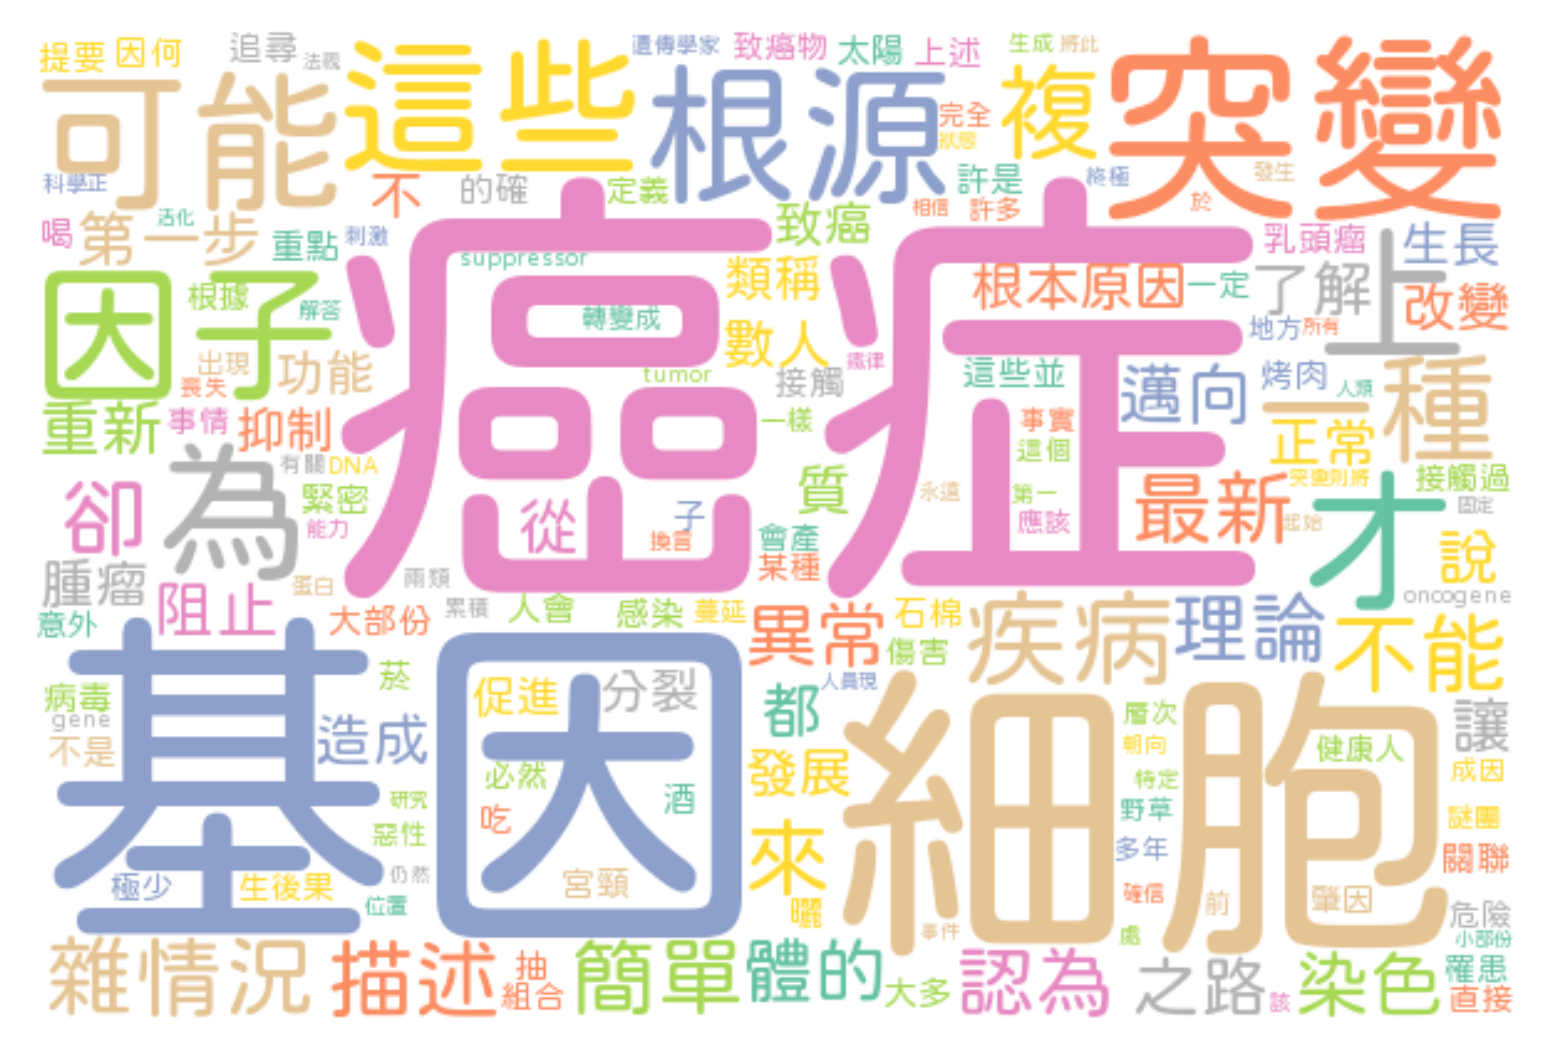 提要
因何
追尋
法觀
可能
這些
遺傳學家
致癌物
太陽
上述
根源
完全
狀態
生成
將此
複
突變
科學正
不
的確
定義
許是
終極
發生
於
喝
第一步
活化
重點
刺激
癌症
致癌
相信
許多
乳頭瘤
生長
suppressor
類稱
根本原因
一定
了解
上
改變
因子
根據
解答
轉變成
數人
鐵律
地方
所有
出現
喪失
功能
tumor
接觸
這些並
邁向
烤肉
人類
一種
重新
事情
抑制
一樣
事實
這個
正常
有關
DNA
為
緊密
能力
質
永遠
第一
應該
最新
突變則將
起始
才
接觸過
固定
卻
從
子
換言
會產
某種
說
腫瘤
蛋白
兩類
累積
oncogene
意外
阻止
大部份
人會
感染
蔓延
異常
石棉
傷害
疾病
理論
不能
基因
病毒
gene
不是
菸
造成
促進
分裂
都
人員現
細胞
層次
朝向
特定
野草
多年
確信
健康人
讓
成因
謎團
關聯
必然
吃
酒
發展
研究
惡性
仍然
位置
極少
生後果
宮頸
來
曬
事件
前
處
肇因
危險
小部份
雜情況
描述
抽
組合
簡單
體的
大多
認為
之路
該
染色
罹患
直接